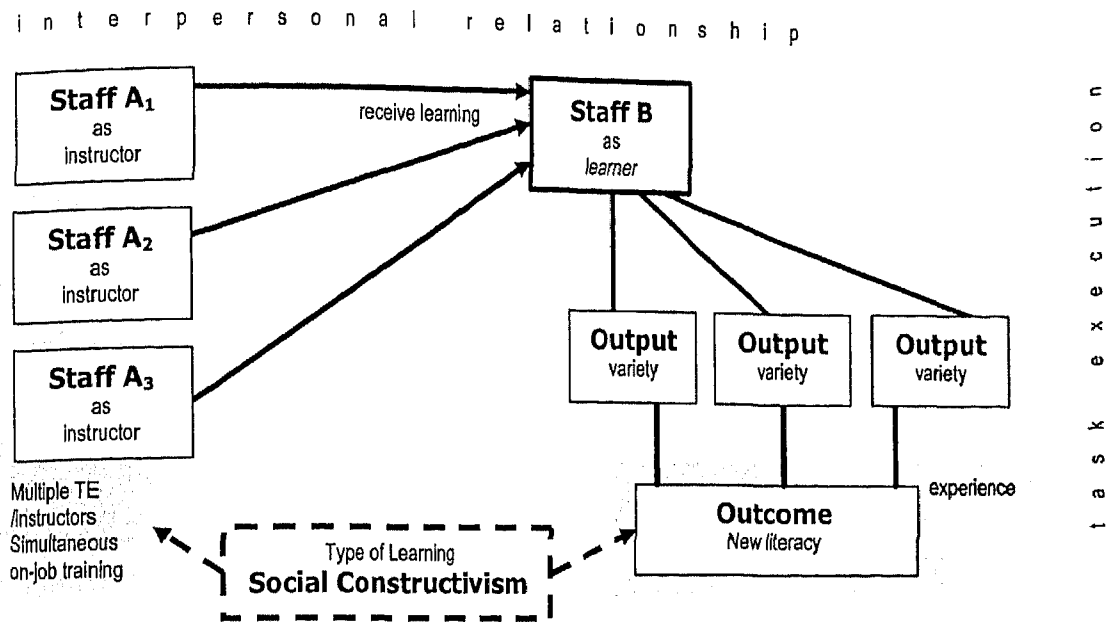 interpersonal relationship
Staff A₁
as
instructor
receive learning
Staff B
as
learner
task execution
Staff A₂
as
instructor
Staff A₃
as
instructor
Output
variety
Output
variety
Output
variety
Multiple TE
/Instructors
Simultaneous
on-job training
Type of Learning
Social Constructivism
Outcome
New literacy
experience